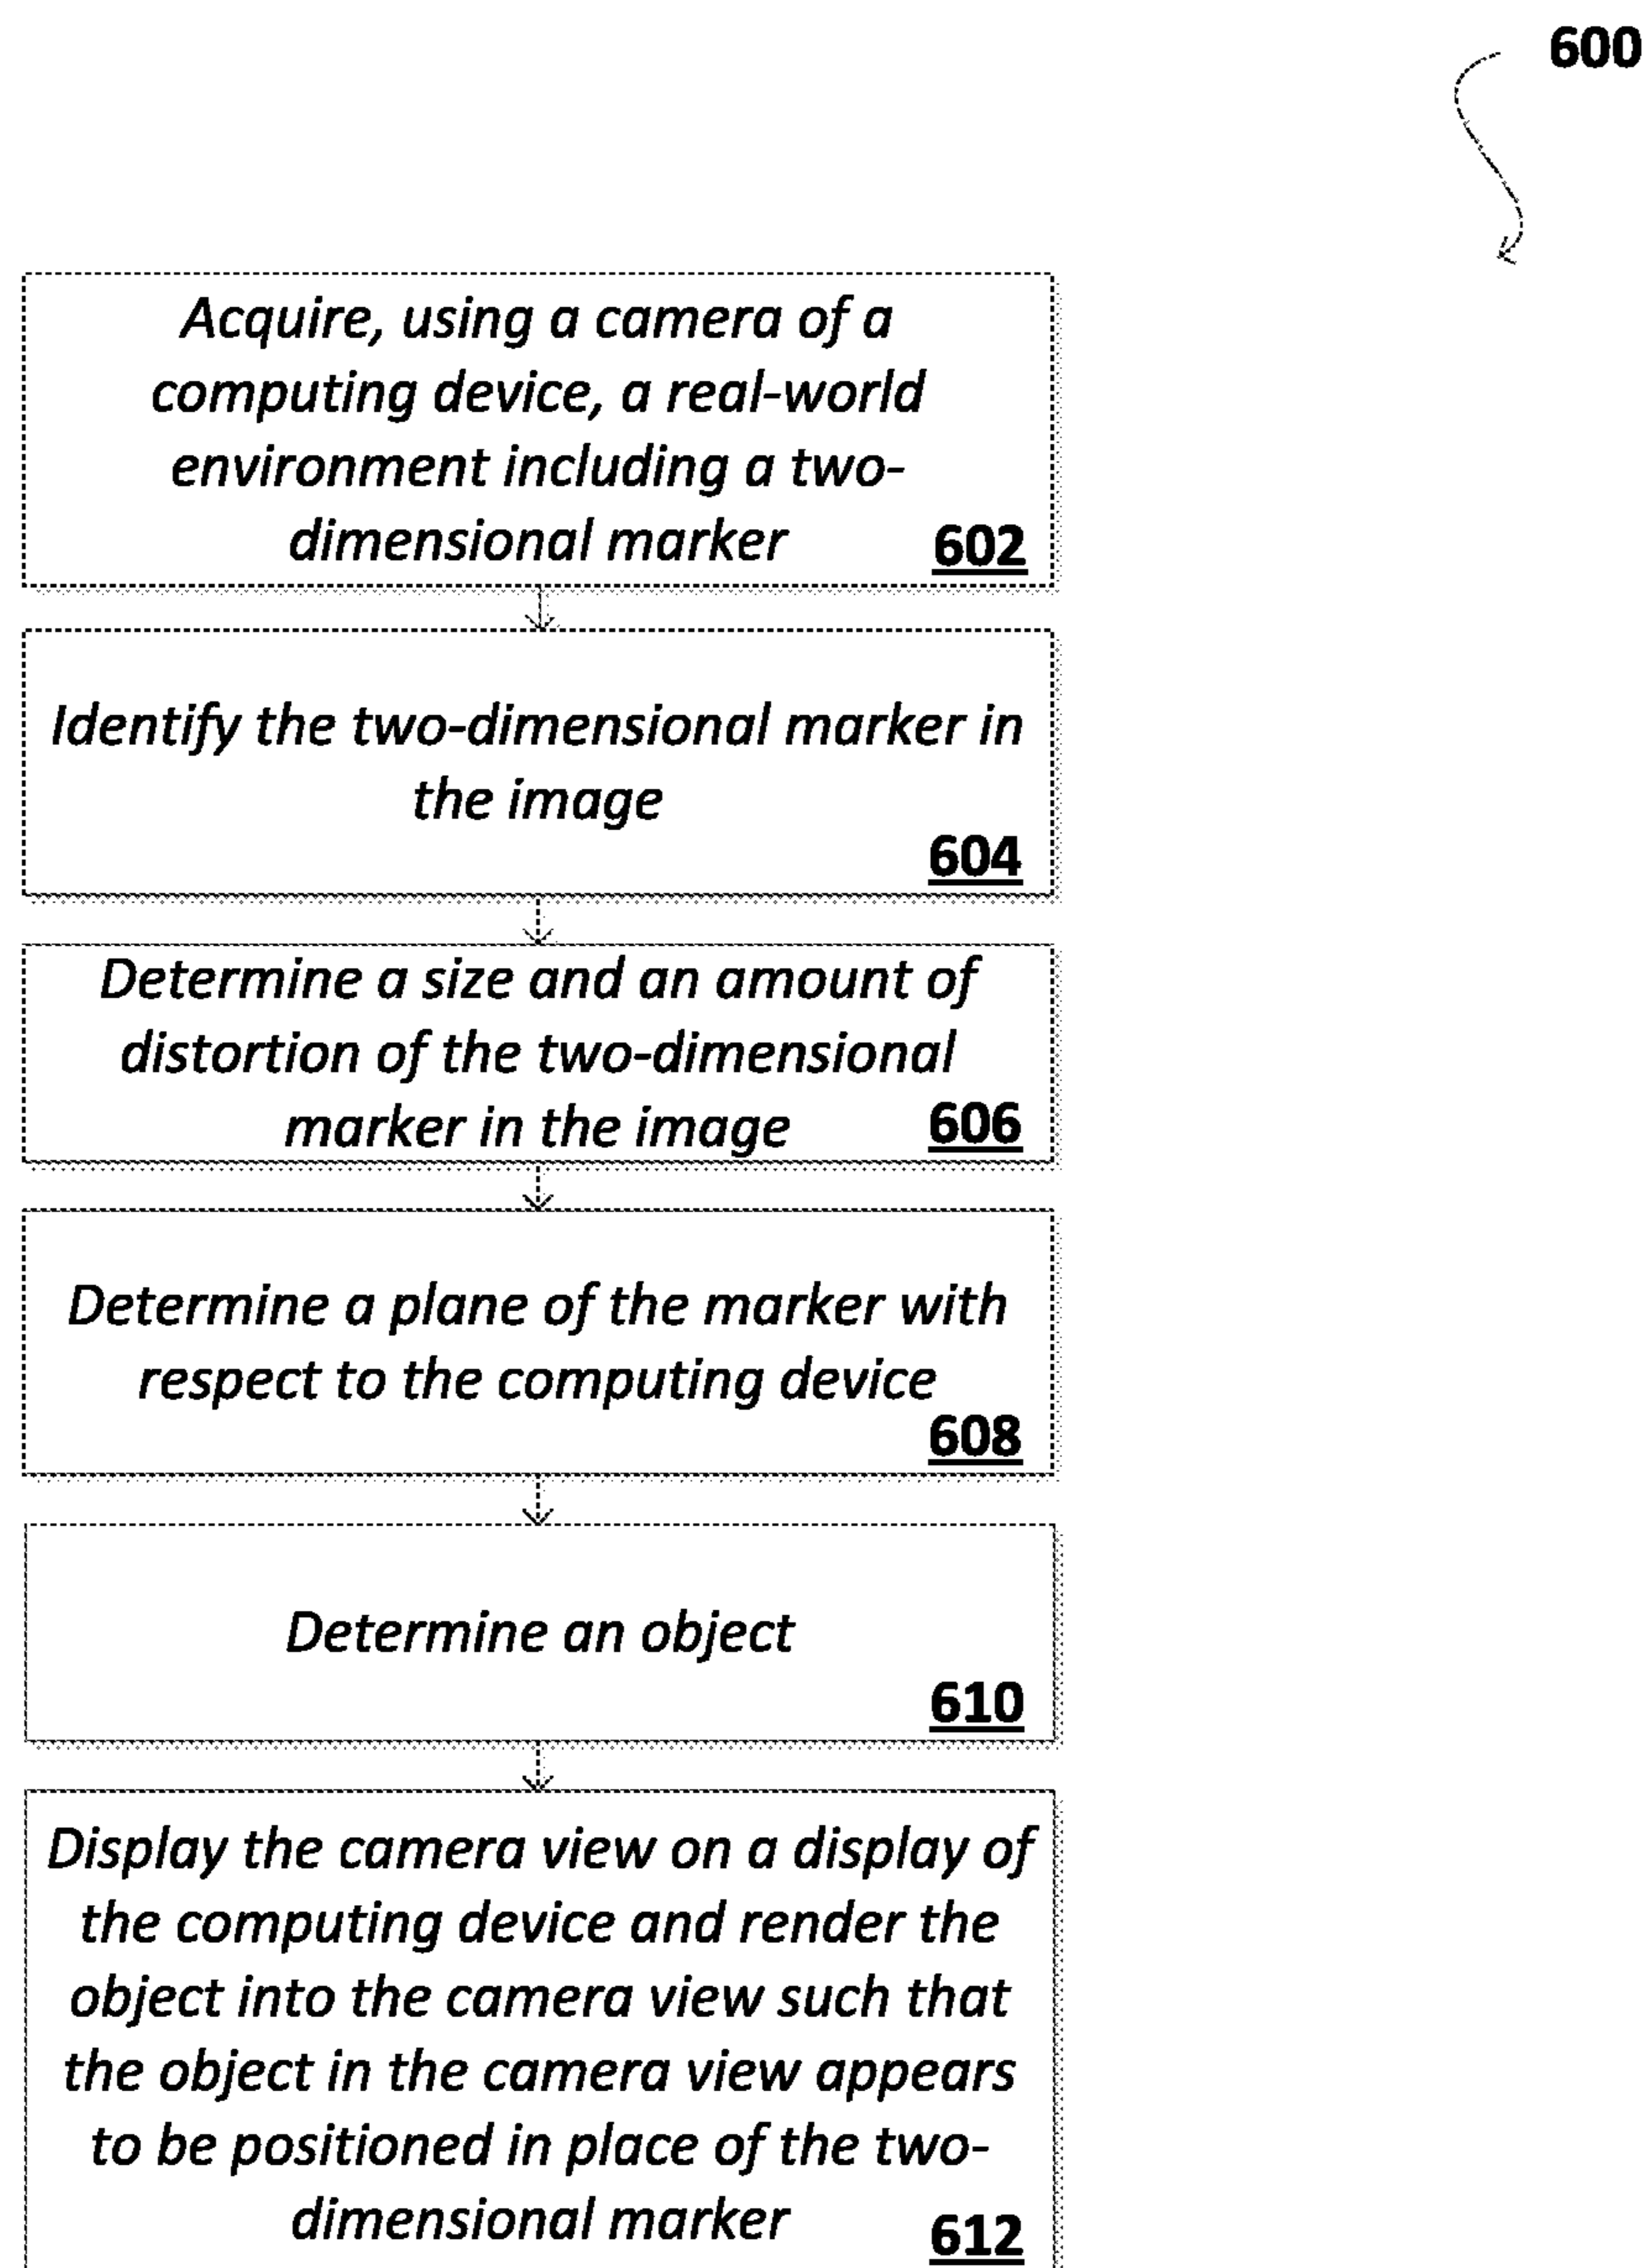 600
Acquire, using a camera of a
computing device, a real-world
environment including a two-
dimensional marker 602
Identify the two-dimensional marker in
the image
604
Determine a size and an amount of
distortion of the two-dimensional
marker in the image 606
Determine a plane of the marker with
respect to the computing device
608
Determine an object
610
Display the camera view on a display of
the computing device and render the
object into the camera view such that
the object in the camera view appears
to be positioned in place of the two-
dimensional marker 612